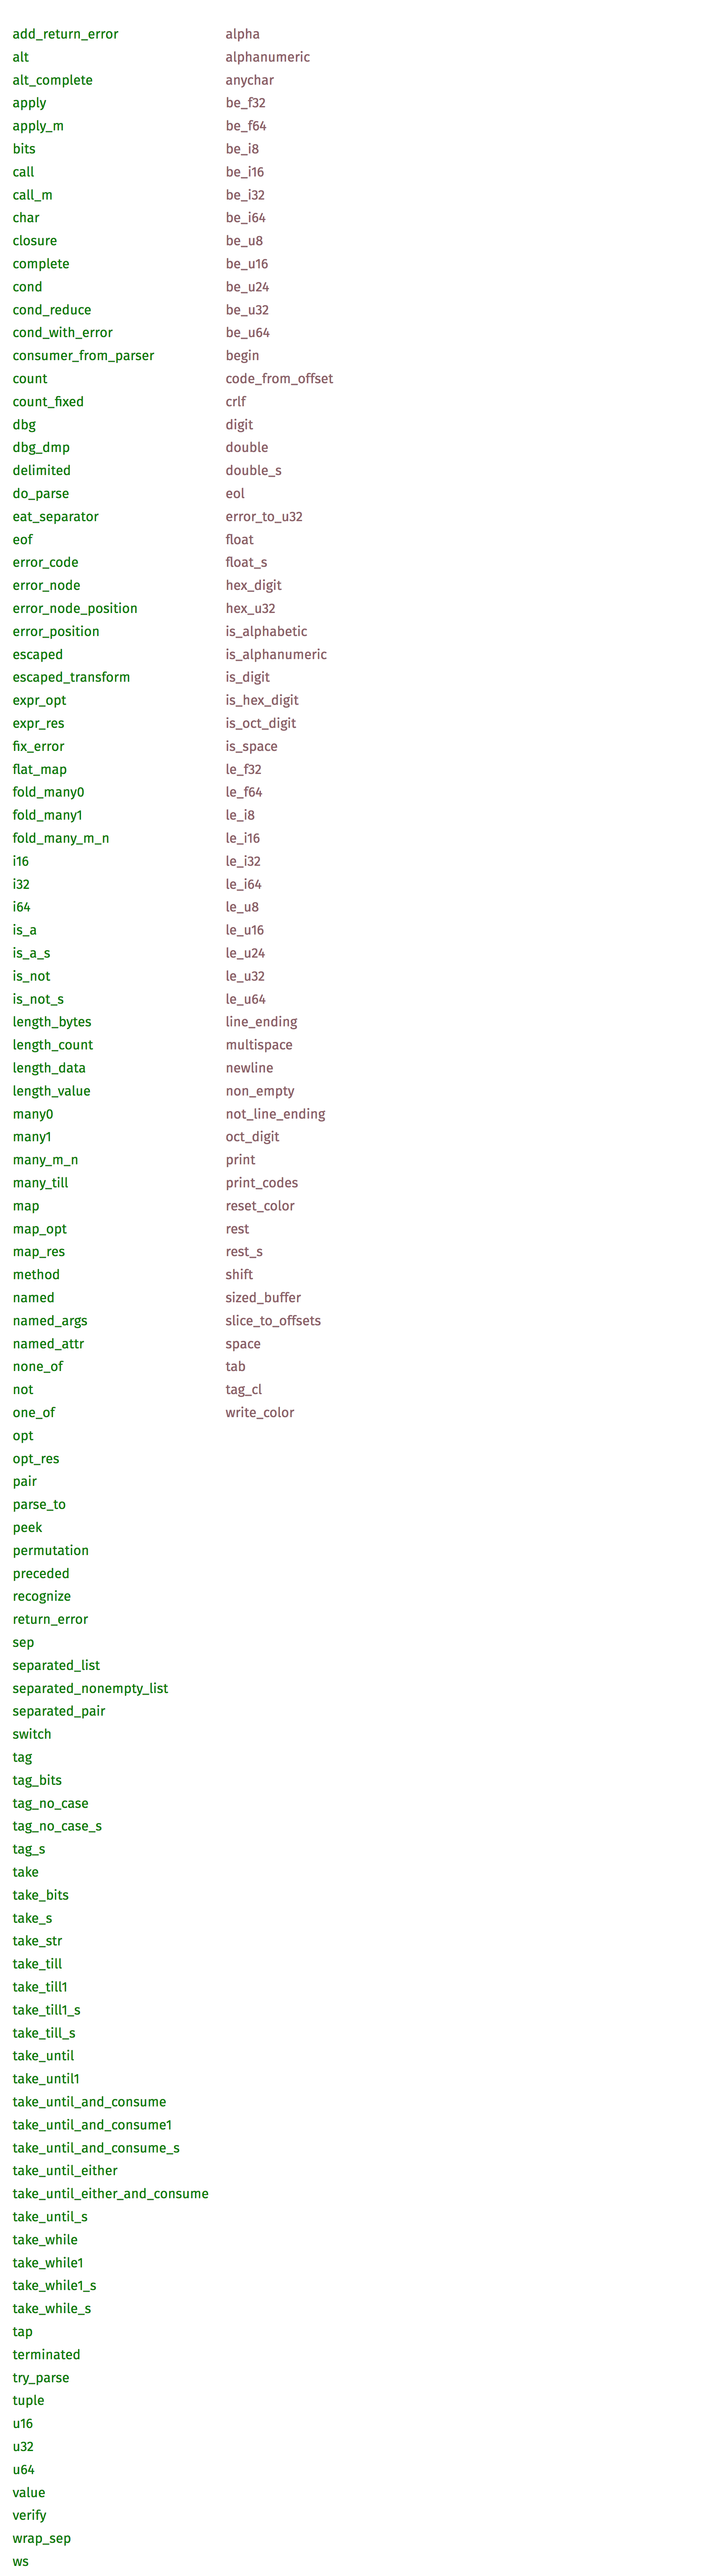 add_return_error
alt
alt_complete
apply
apply_m
bits
call
call_m
char
closure
complete
cond
cond_reduce
cond_with_error
consumer_from_parser
count
count_fixed
dbg
dbg_dmp
delimited
do_parse
eat_separator
eof
error_code
error_node
error_node_position
error_position
escaped
escaped_transform
expr_opt
expr_res
fix_error
flat_map
fold_many0
fold_many1
fold_many_m_n
i16
i32
i64
is_a
is_a_s
is_not
is_not_s
length_bytes
length_count
length_data
length_value
many0
many1
many_m_n
many_till
map
map_opt
map_res
method
named
named_args
named_attr
none_of
not
one_of
opt
opt_res
pair
parse_to
peek
permutation
preceded
recognize
return_error
sep
separated_list
separated_nonempty_list
separated_pair
switch
tag
tag_bits
tag_no_case
tag_no_case_s
tag_s
take
take_bits
take_s
take_str
take_till
take_till1
take_till1_s
take_till_s
take_until
take_until1
take_until_and_consume
take_until_and_consume1
take_until_and_consume_s
take_until_either
take_until_either_and_consume
take_until_s
take_while
take_while1
take_while1_s
take_while_s
tap
terminated
try_parse
tuple
u16
u32
u64
value
verify
wrap_sep
ws
alpha
alphanumeric
anychar
be_f32
be_f64
be_i8
be_i16
be_i32
be_i64
be_u8
be_u16
be_u24
be_u32
be_u64
begin
code_from_offset
crlf
digit
double
double_s
eol
error_to_u32
float
float_s
hex_digit
hex_u32
is_alphabetic
is_alphanumeric
is_digit
is_hex_digit
is_oct_digit
is_space
le_f32
le_f64
le_i8
le_i16
le_i32
le_i64
le_u8
le_u16
le_u24
le_u32
le_u64
line_ending
multispace
newline
non_empty
not_line_ending
oct_digit
print
print_codes
reset_color
rest
rest_s
shift
sized_buffer
slice_to_offsets
space
tab
tag_cl
write_color